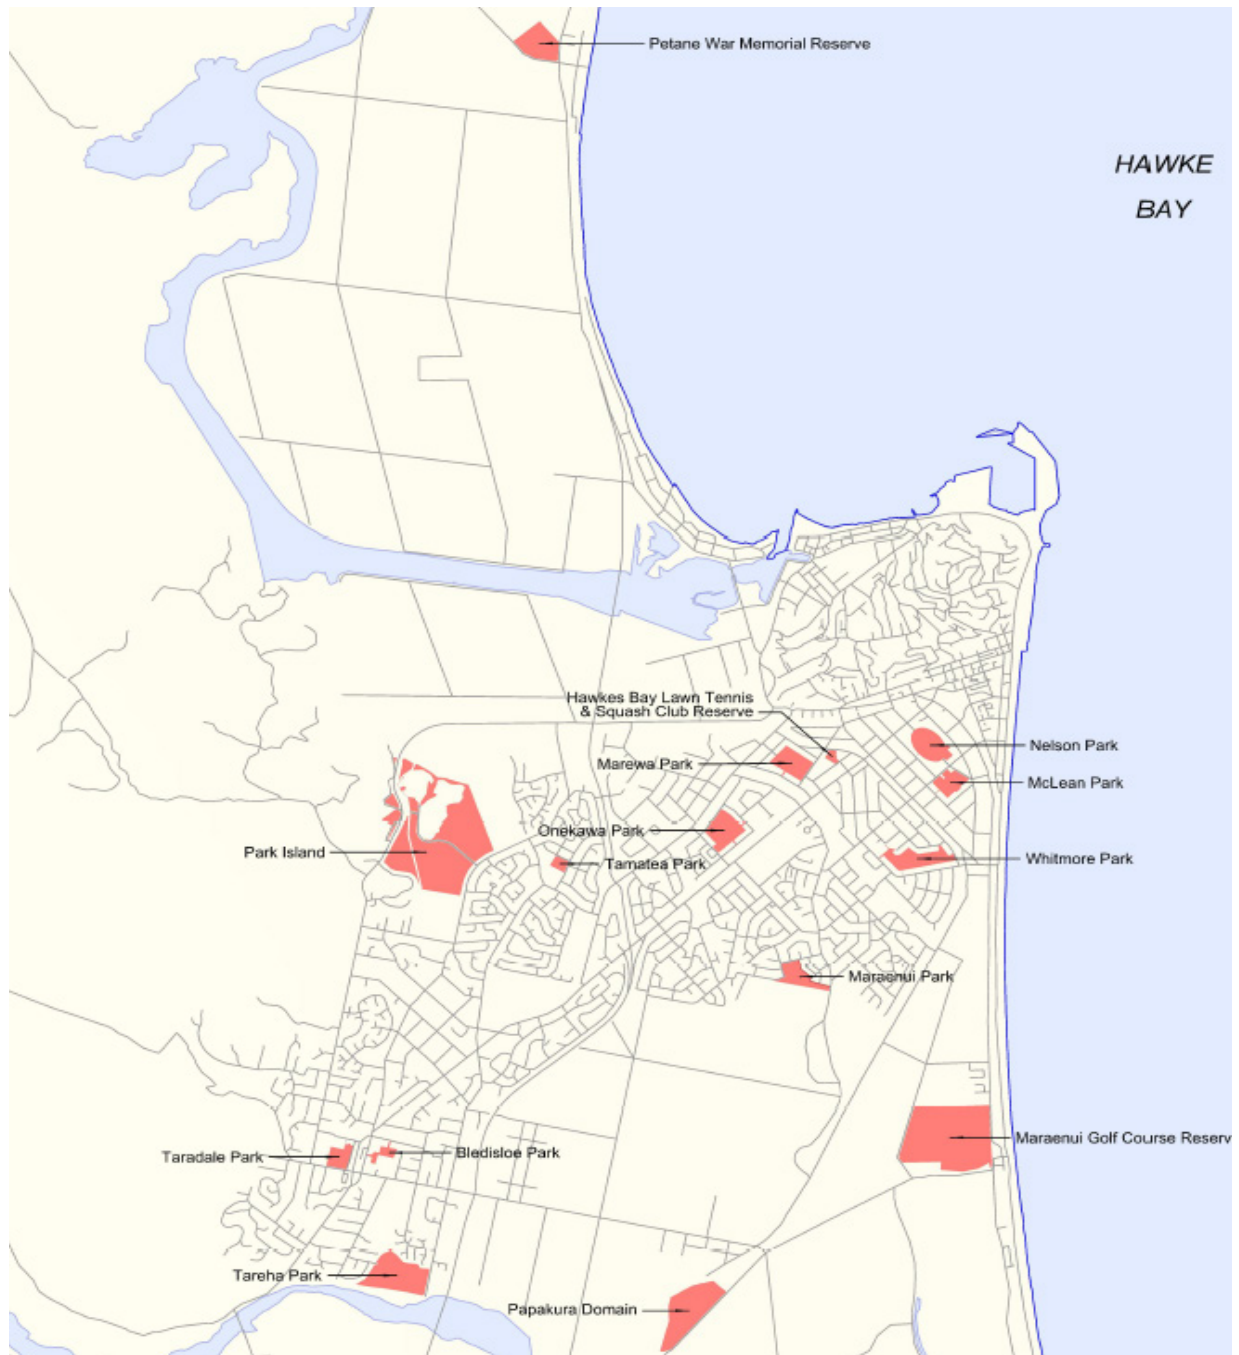 Petane War Memorial Reserve
HAWKE
BAY
Hawkes Bay Lawn Tennis
& Squash Club Reserve
Nelson Park
Marewa Park
McLean Park
Onekawa Park
Park Island
Tamatea Park
Whitmore Park
Maraenui Park
Maraenui Golf Course Reserv
Taradale Park
Bledisloe Park
Tareha Park
Papakura Domain